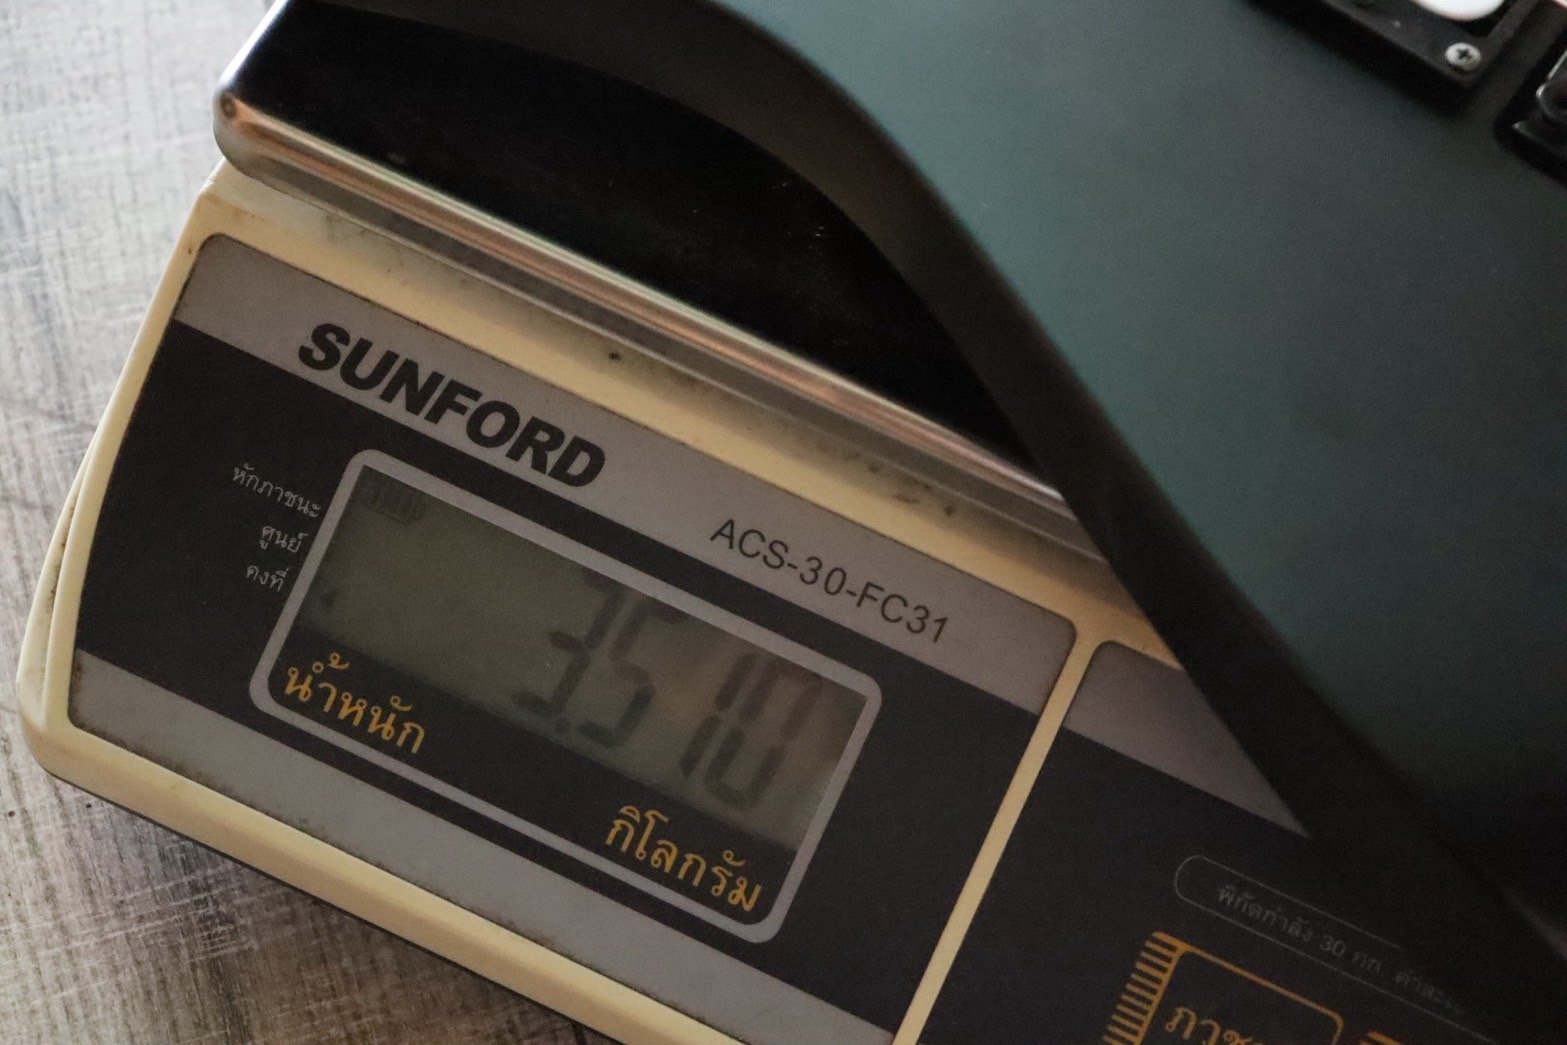 SUNFORD
ACS-30-FC31
หักภาชนะ
ศูนย์
คงที่
3.510
น้ำหนัก
กิโลกรัม
พิกัดกำลัง 30 กก.